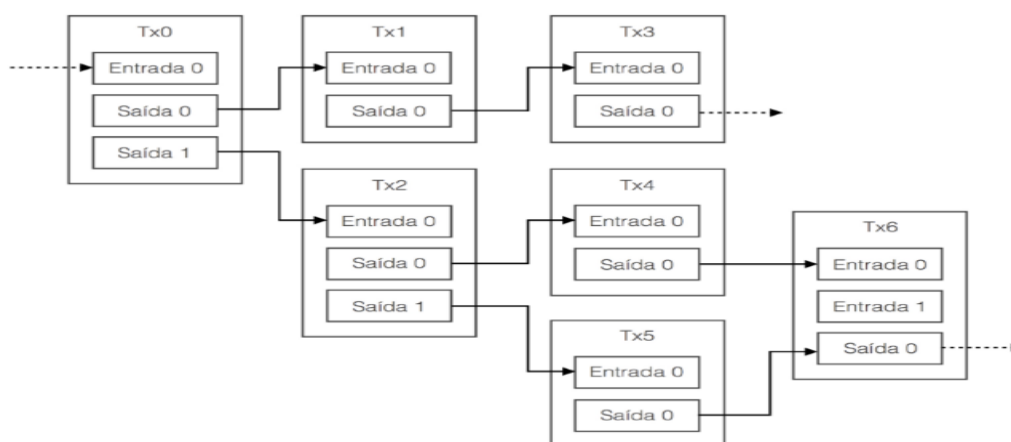 Tx0
Entrada 0
Saída 0
Saída 1
Tx1
Entrada 0
Saída 0
Tx3
Entrada 0
Saída 0
Tx2
Entrada 0
Saída 0
Saída 1
Tx4
Entrada 0
Saída 0
Tx5
Entrada 0
Saída 0
Tx6
Entrada 0
Entrada 1
Saída 0